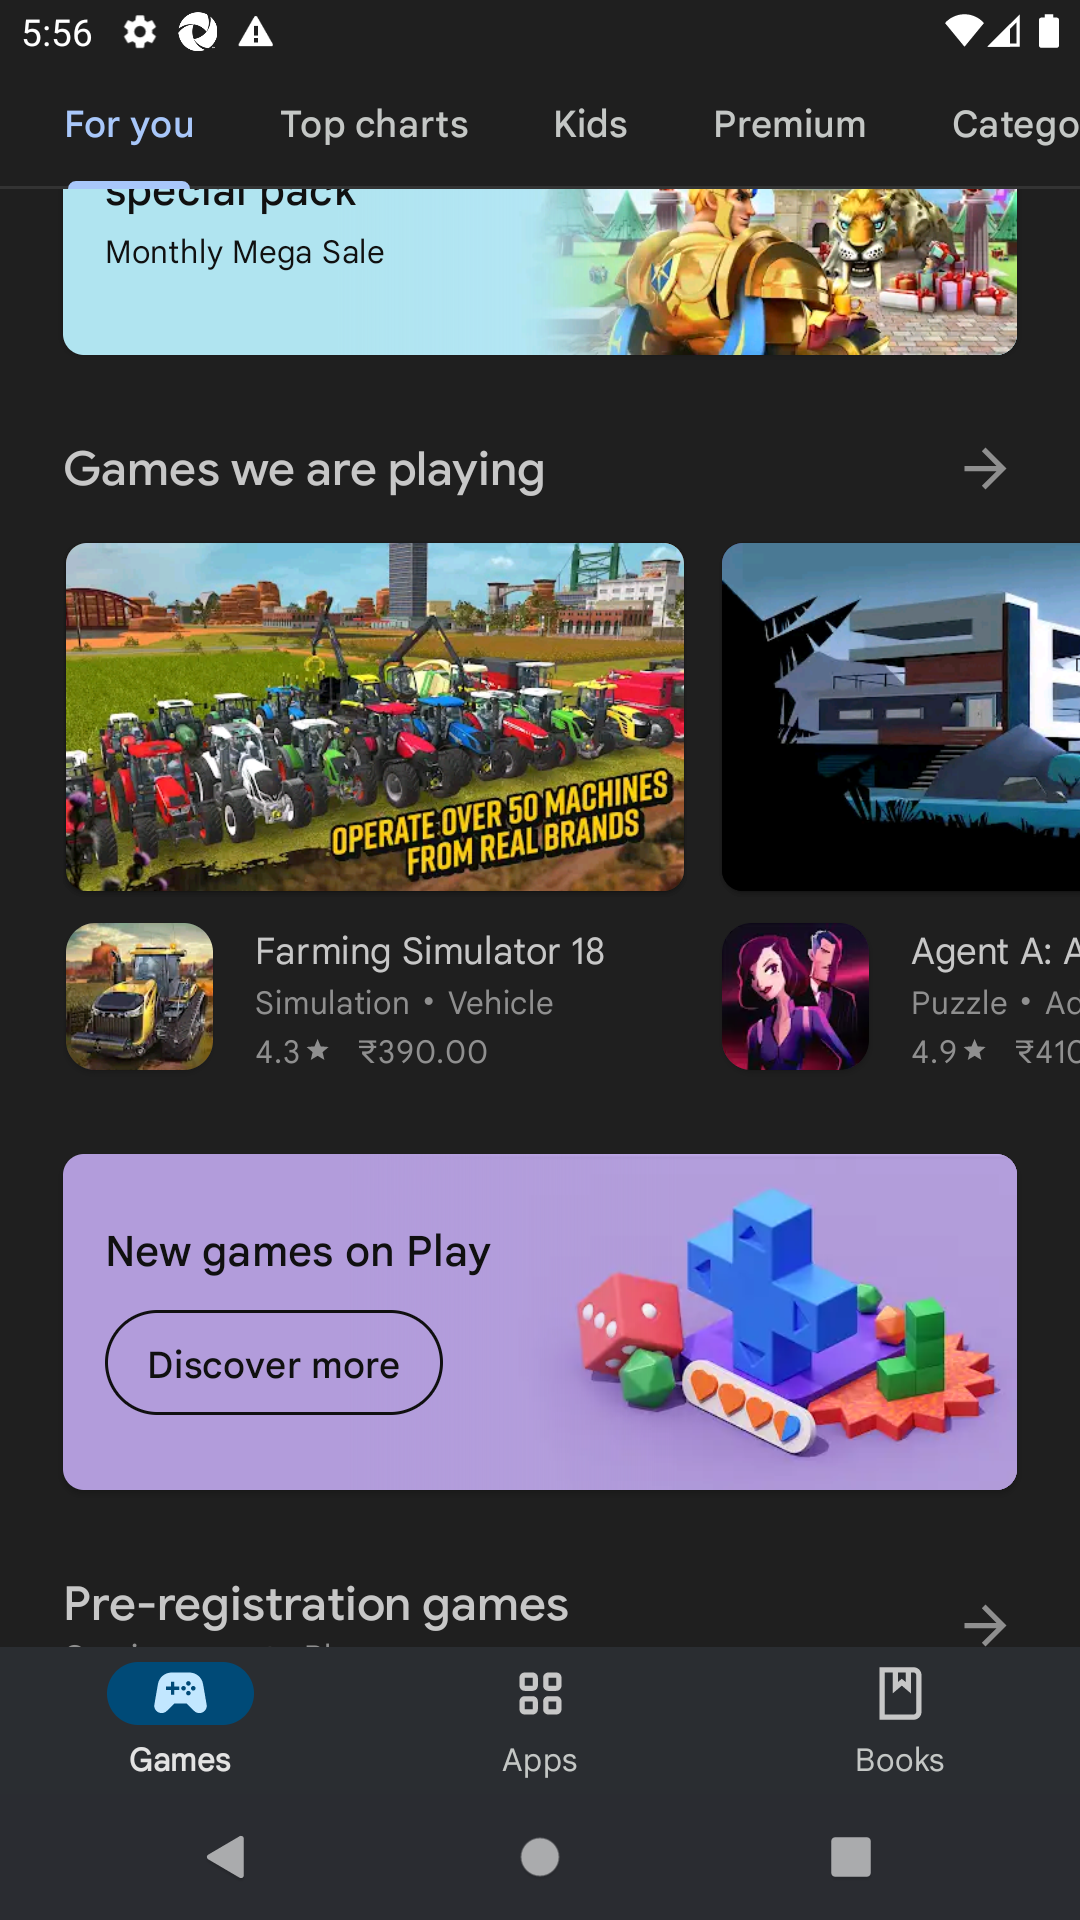 5:56
For you Top charts Kids Premium Catego
special pack
Monthly Mega Sale
Games we are playing
OPERATE OVER 50 MACHINES
FROM REAL BRANDS
Farming Simulator 18
Simulation • Vehicle
4.3★ ₹390.00
Agent A: A
Puzzle • Ac
4.9★ ₹410
New games on Play
Discover more
Pre-registration games
Games Apps Books